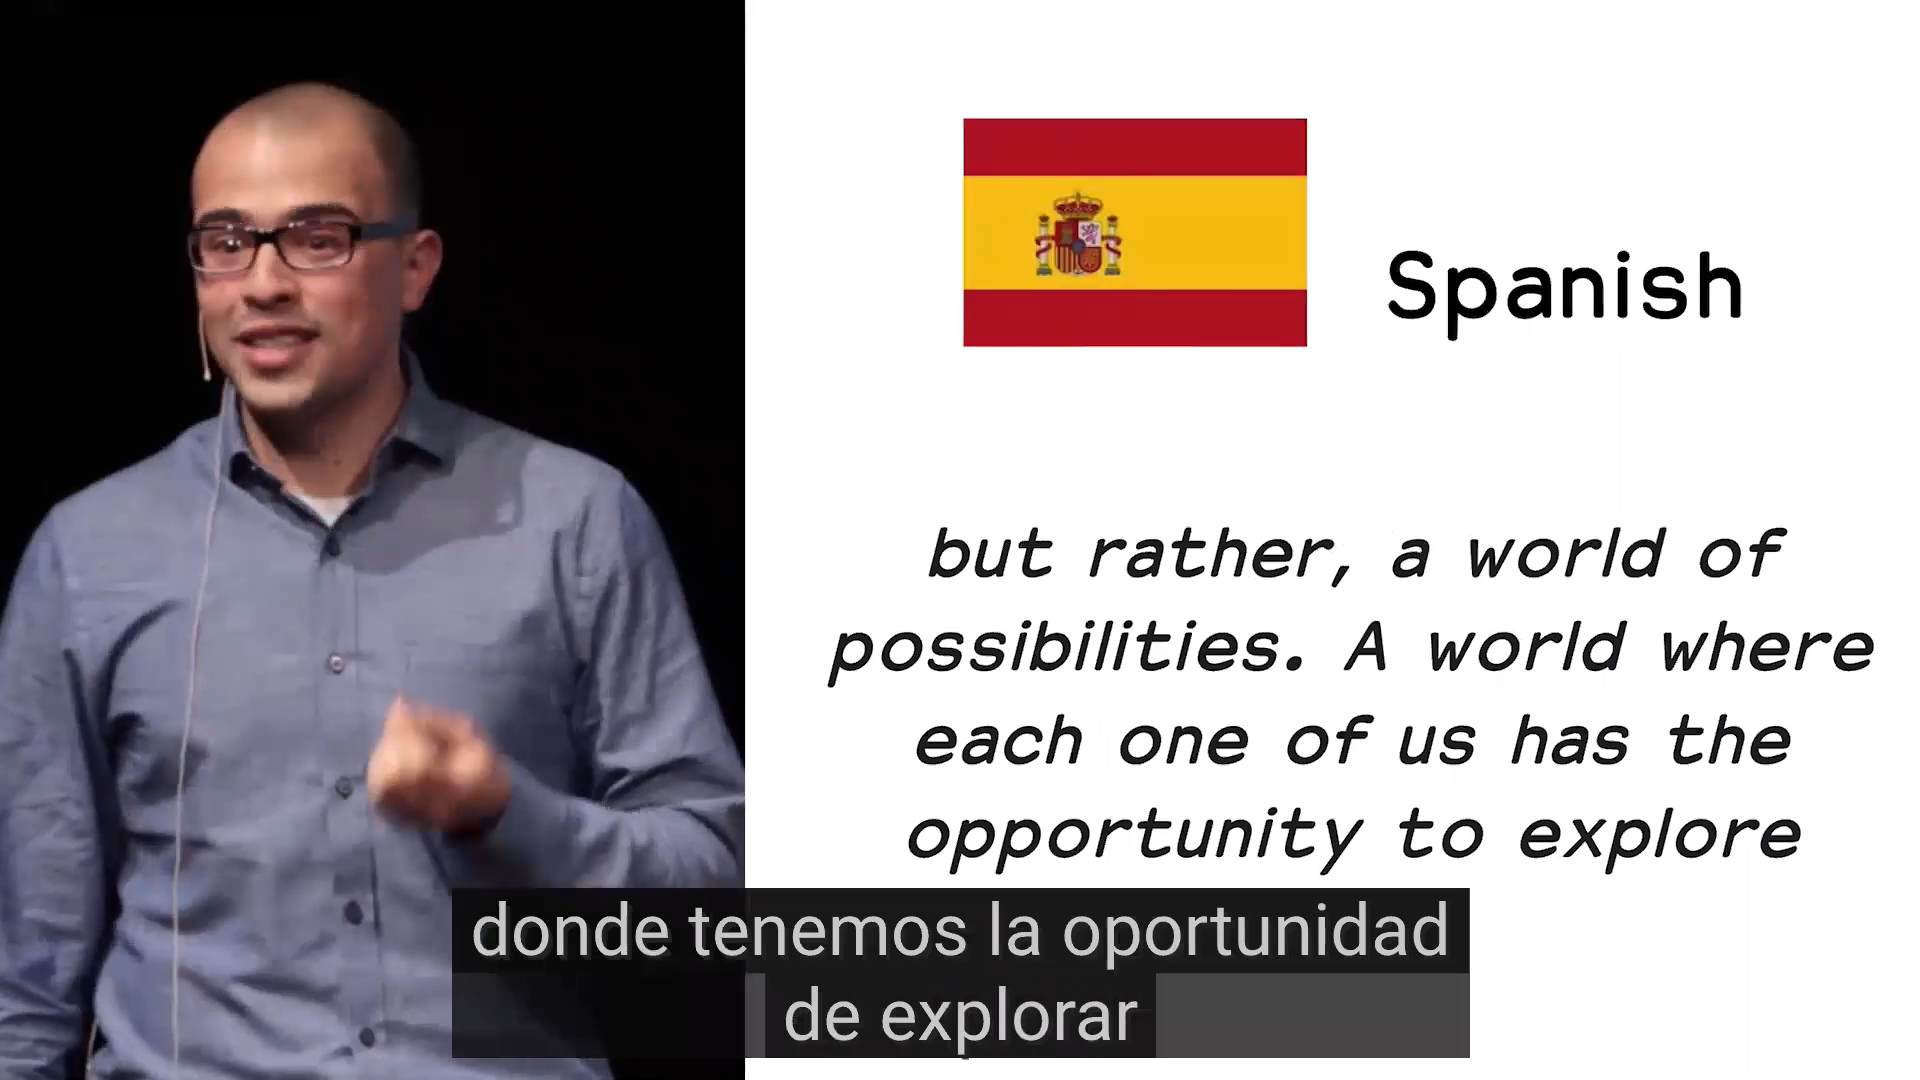 Spanish
but rather, a world of
possibilities. A world where
each one of us has the
opportunity to explore
donde tenemos la oportunidad
de explorar